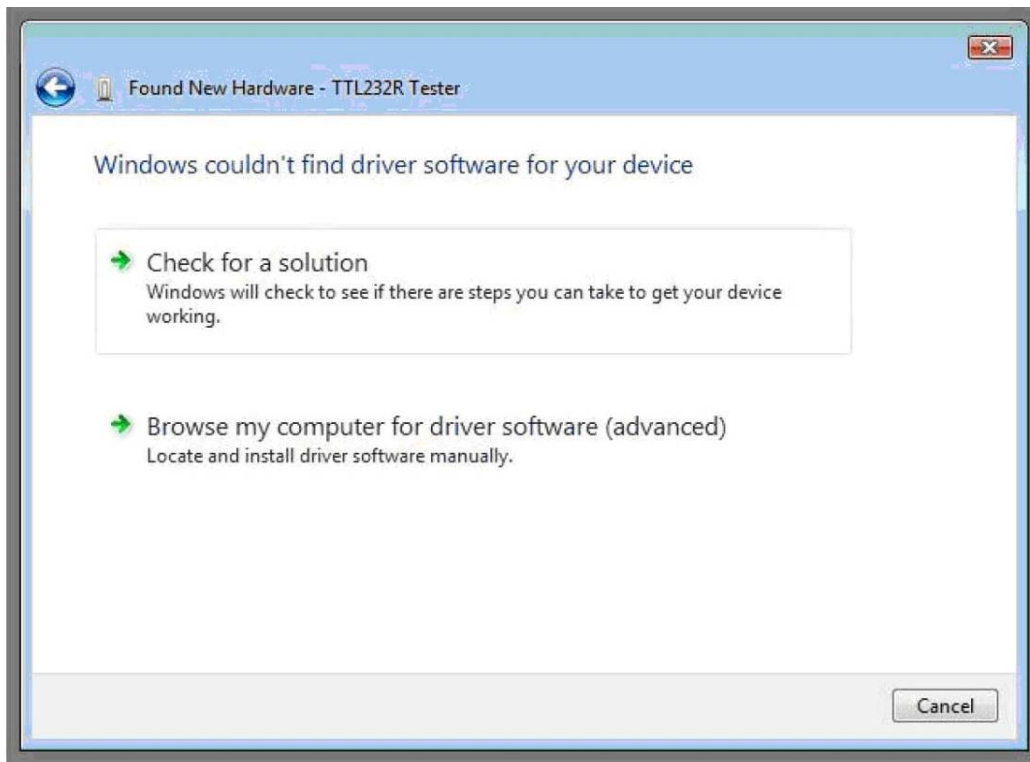 Found New Hardware - TTL232R Tester
Windows couldn't find driver software for your device
Check for a solution
Windows will check to see if there are steps you can take to get your device
working.
Browse my computer for driver software (advanced)
Locate and install driver software manually.
Cancel